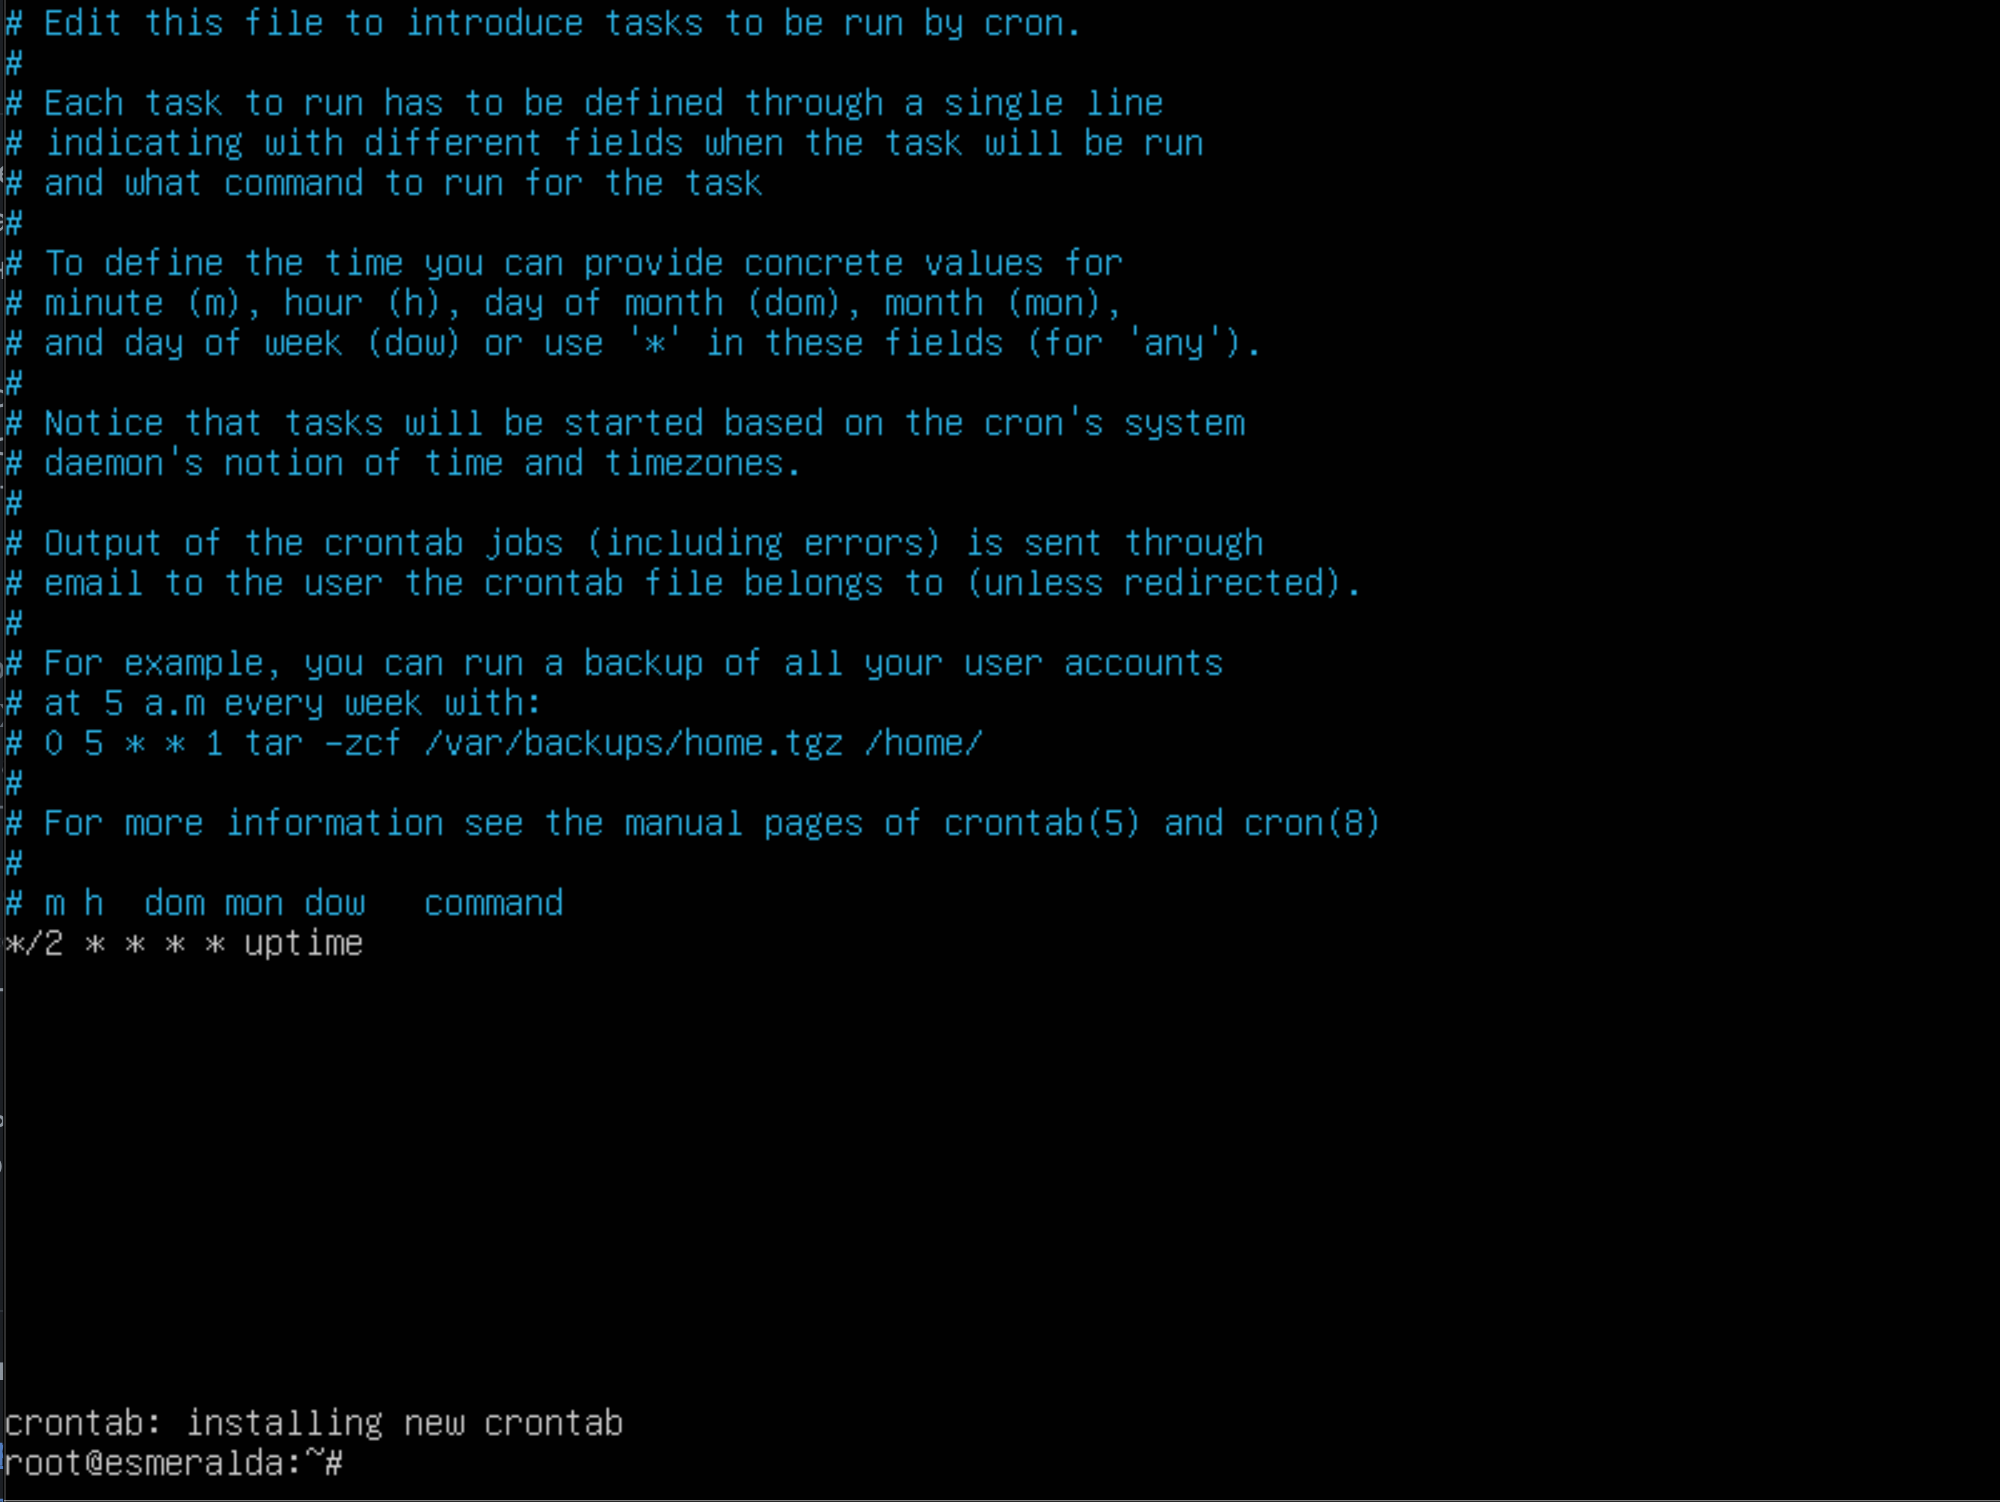 # Edit this file to introduce tasks to be run by cron.
#
# Each task to run has to be defined through a single line
# indicating with different fields when the task will be run
# and what command to run for the task
#
# To define the time you can provide concrete values for
# minute (m), hour (h), day of month (dom), month (mon),
# and day of week (dow) or use '*' in these fields (for 'any').
#
# Notice that tasks will be started based on the cron's system
# daemon's notion of time and timezones.
#
# Output of the crontab jobs (including errors) is sent through
# email to the user the crontab file belongs to (unless redirected).
#
# For example, you can run a backup of all your user accounts
# at 5 a.m every week with:
# 0 5 * * 1 tar -zcf /var/backups/home.tgz /home/
#
# For more information see the manual pages of crontab(5) and cron(8)
#
# m h  dom mon dow   command
*/2 * * * * uptime
crontab: installing new crontab
root@esmeralda:~#